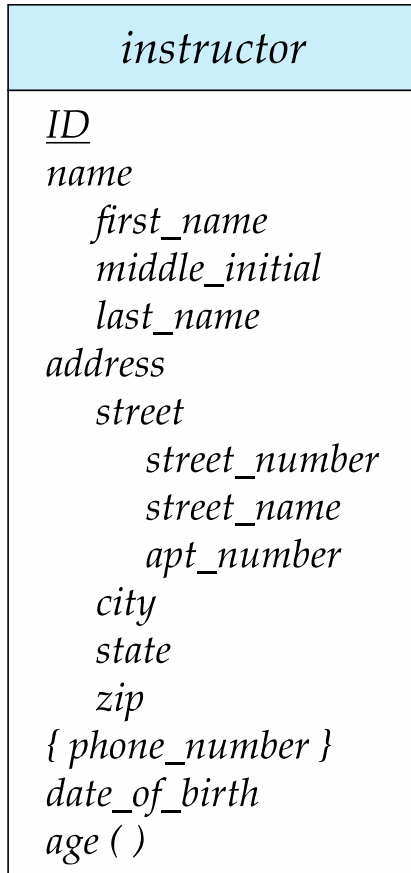 instructor
ID
name
first_name
middle_initial
last_name
address
street
street_number
street_name
apt_number
city
state
zip
{ phone_number }
date_of_birth
age ( )